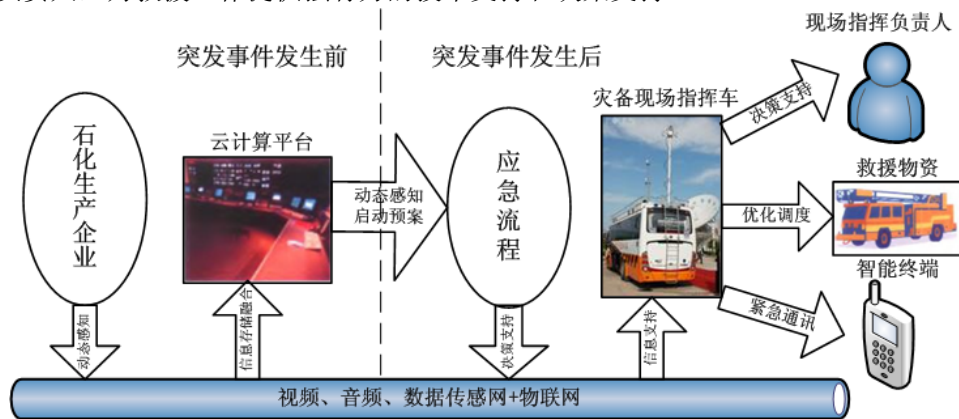 突发事件发生前
突发事件发生后
现场指挥负责人
石化生产企业
云计算平台
动态感知
启动预案
应急流程
灾备现场指挥车
决策支持
优化调度
救援物资
智能终端
紧急通讯
动态感知
信息存储融合
决策支持
信息支持
视频、音频、数据传感网+物联网